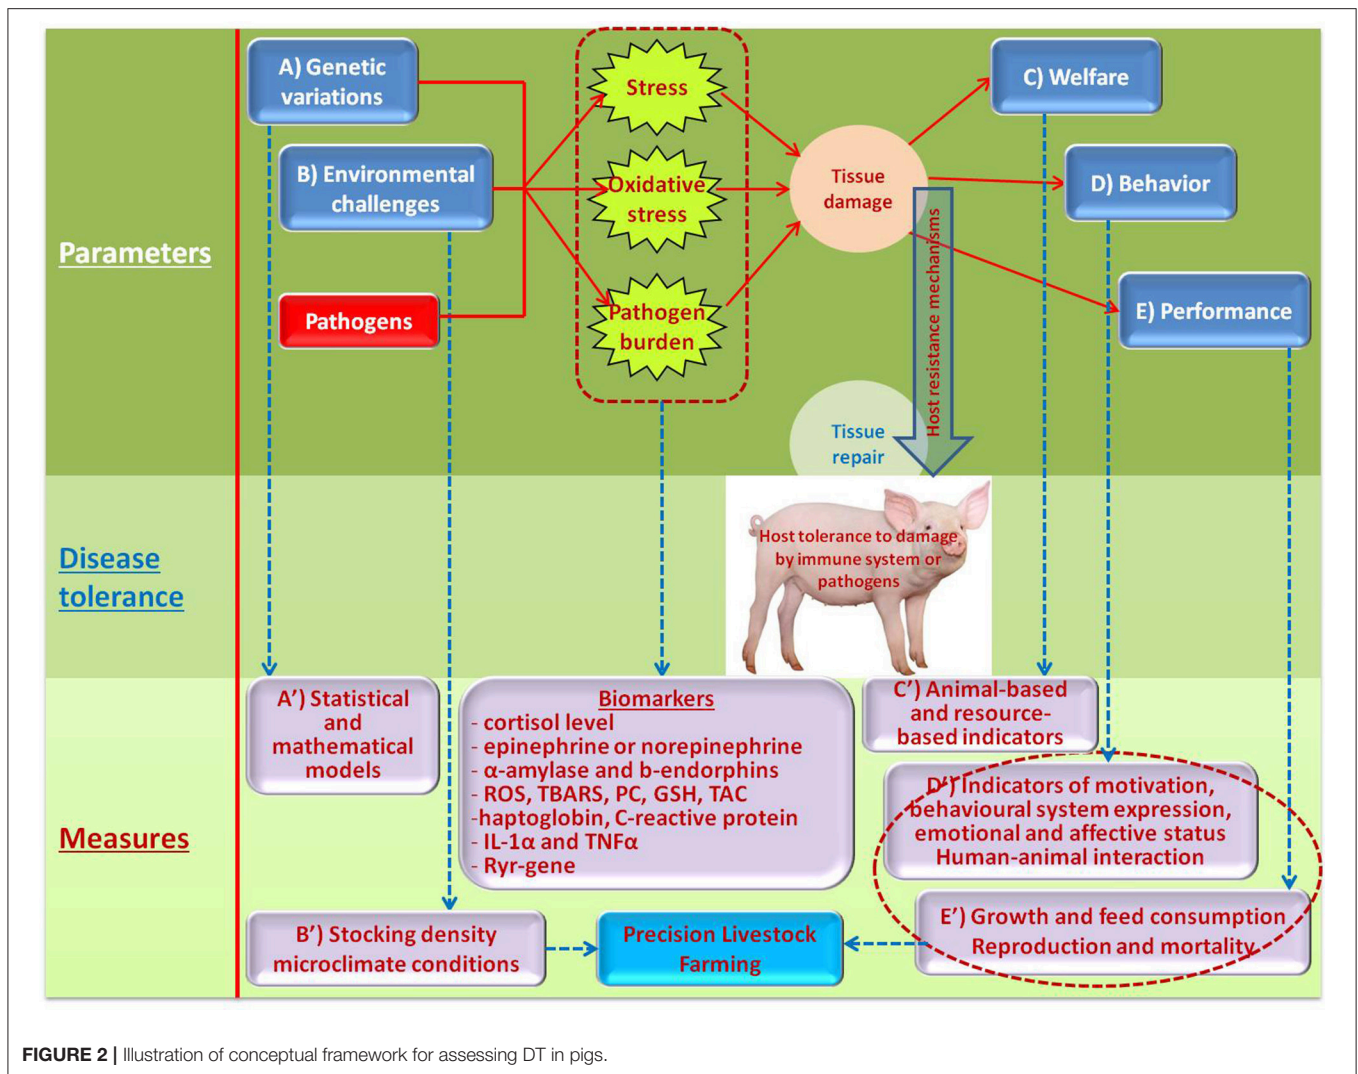 A) Genetic
variations
Stress
C) Welfare
B) Environmental
challenges
Oxidative
stress
Tissue
damage
D) Behavior
Parameters
Pathogens
Pathogen
burden
Host resistance mechanisms
E) Performance
Tissue
repair
Disease
tolerance
Host tolerance to damage
by immune system or
pathogens
Measures
A’) Statistical
and
mathematical
models
Biomarkers
- cortisol level
- epinephrine or norepinephrine
- α-amylase and b-endorphins
- ROS, TBARS, PC, GSH, TAC
-haptoglobin, C-reactive protein
- IL-1α and TNFα
- Ryr-gene
C’) Animal-based
and resource-
based indicators
D’) Indicators of motivation,
behavioural system expression,
emotional and affective status
Human-animal interaction
B’) Stocking density
microclimate conditions
Precision Livestock
Farming
E’) Growth and feed consumption
Reproduction and mortality
FIGURE 2 | Illustration of conceptual framework for assessing DT in pigs.